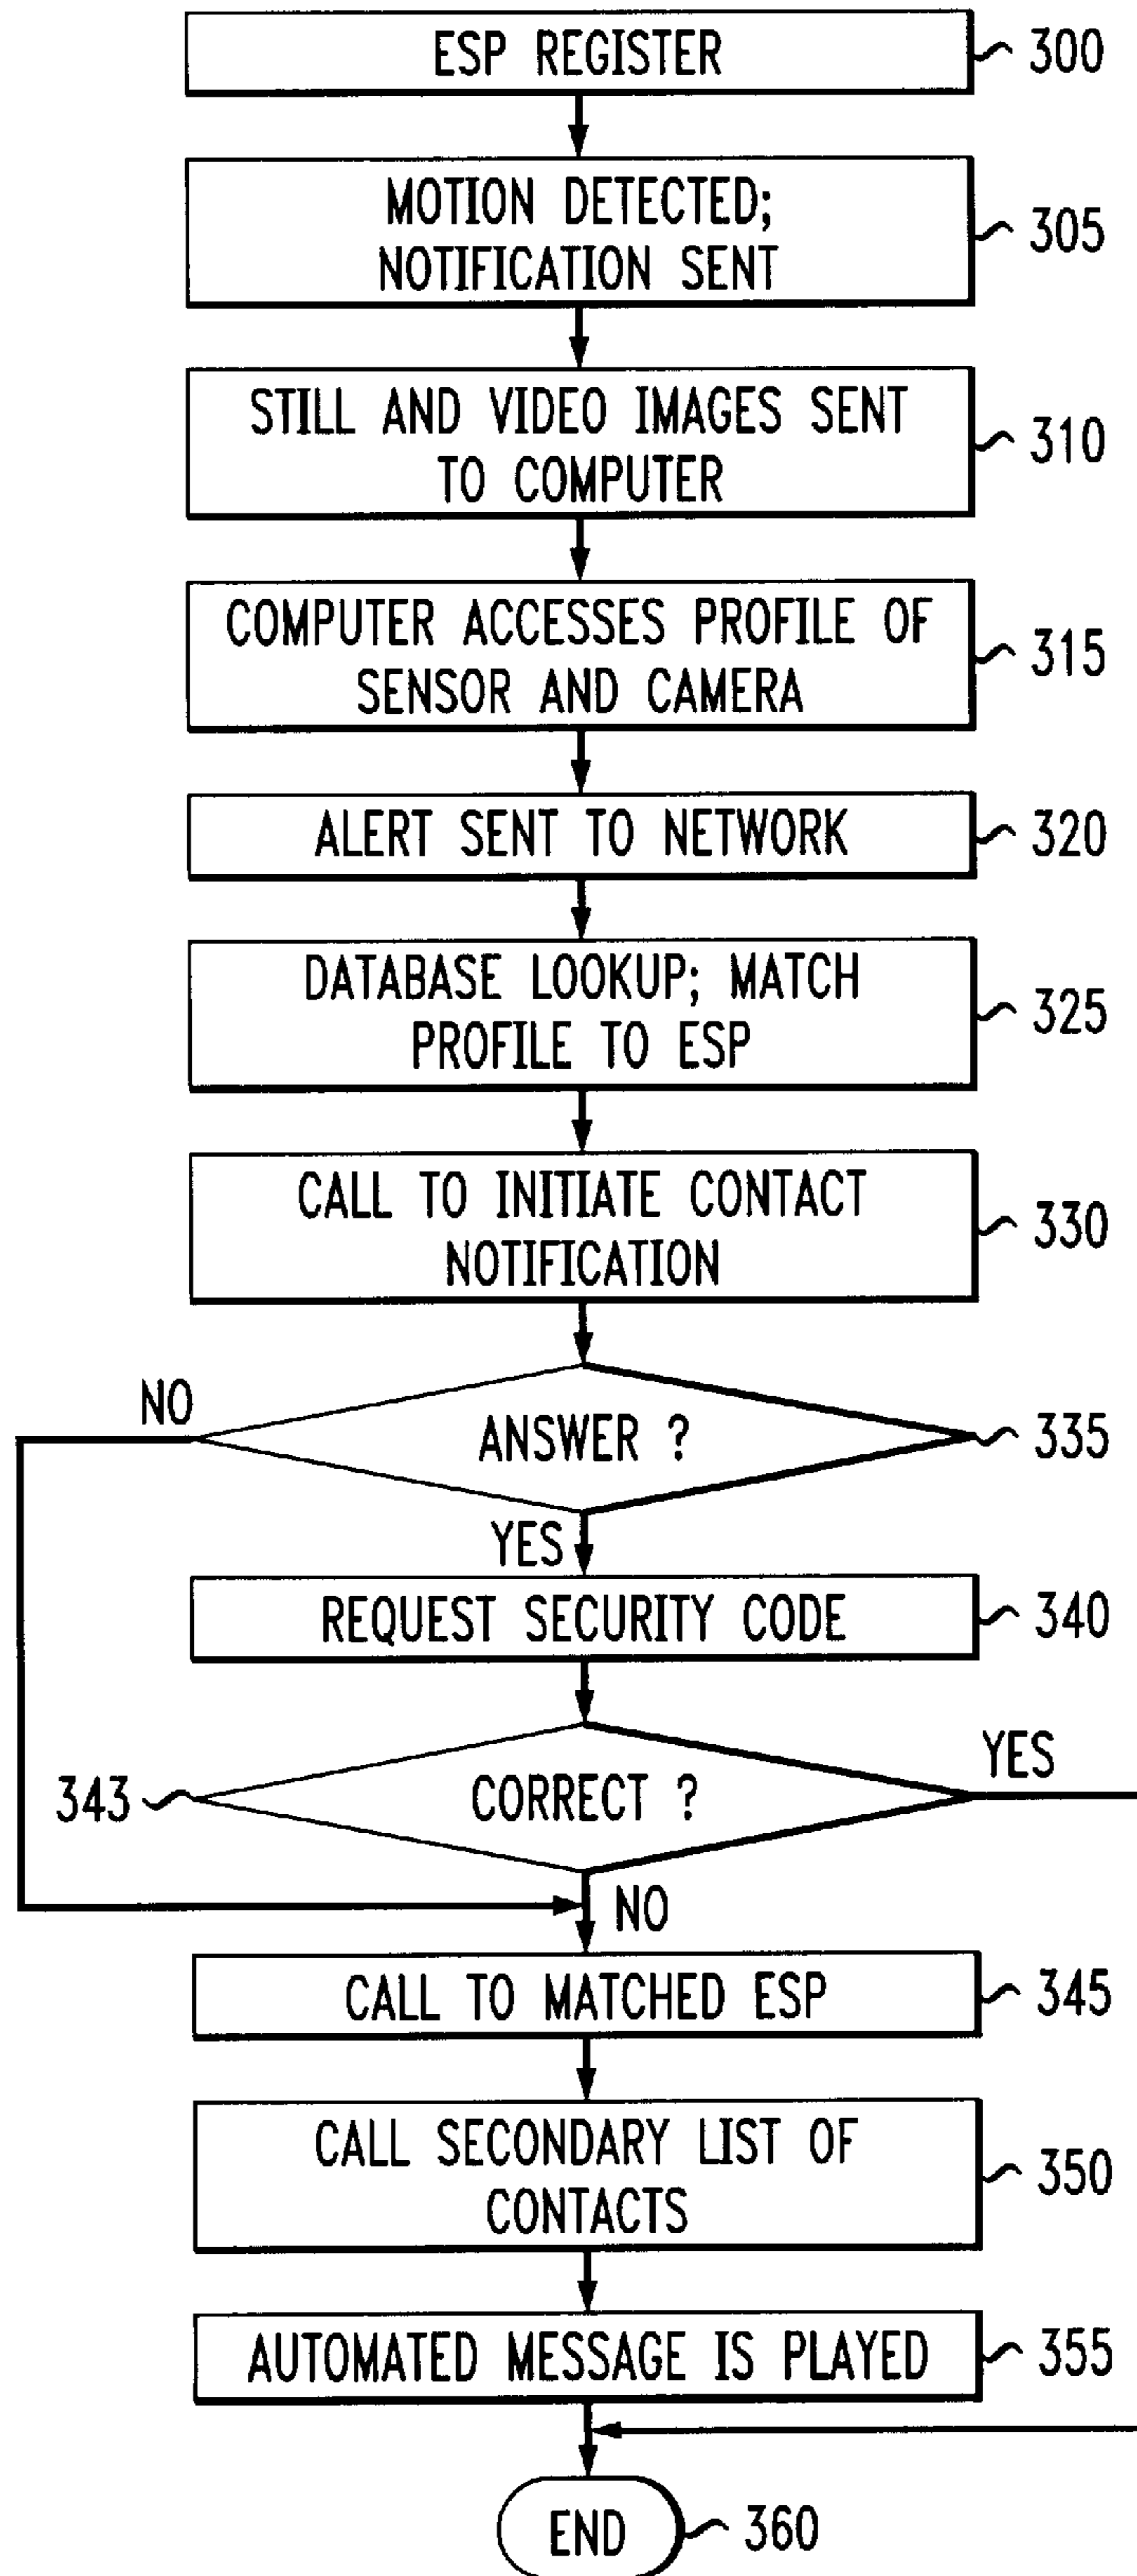 ESP REGISTER 300
MOTION DETECTED;
NOTIFICATION SENT
305
STILL AND VIDEO IMAGES SENT
TO COMPUTER
310
COMPUTER ACCESSES PROFILE OF
SENSOR AND CAMERA
315
ALERT SENT TO NETWORK 320
DATABASE LOOKUP; MATCH
PROFILE TO ESP
325
CALL TO INITIATE CONTACT
NOTIFICATION
330
NO
ANSWER ? 335
YES
REQUEST SECURITY CODE 340
YES
343 CORRECT ?
NO
CALL TO MATCHED ESP 345
CALL SECONDARY LIST OF
CONTACTS
350
AUTOMATED MESSAGE IS PLAYED 355
END 360